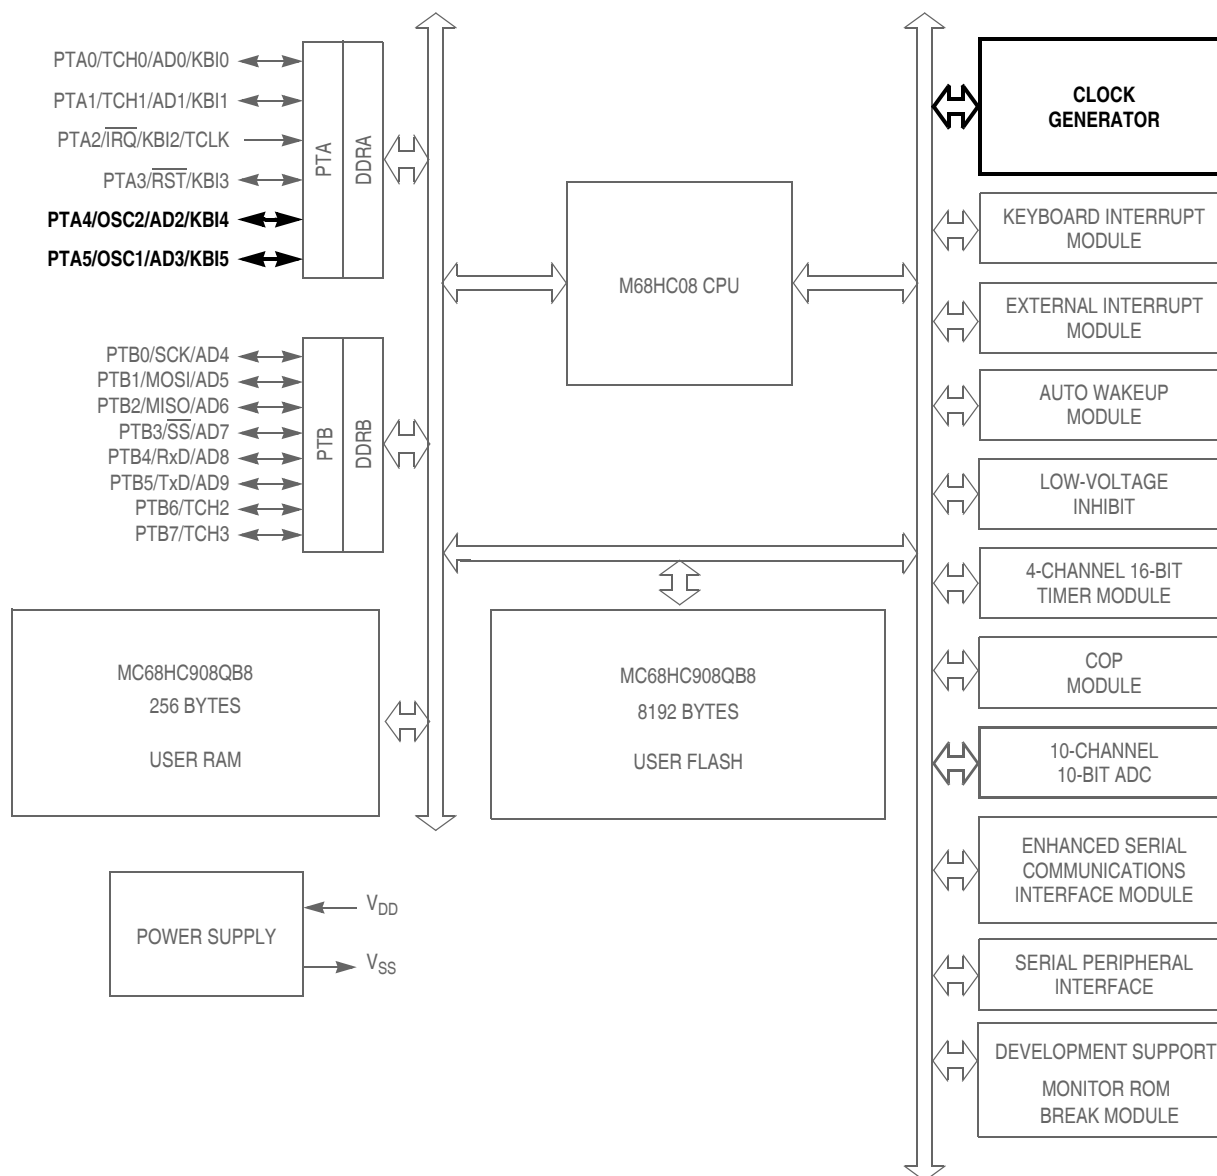 PTA0/TCH0/AD0/KBI0
PTA1/TCH1/AD1/KBI1
PTA2/IRQ/KBI2/TCLK
PTA3/RST/KBI3
PTA4/OSC2/AD2/KBI4
PTA5/OSC1/AD3/KBI5
PTA
DDRA
PTB0/SCK/AD4
PTB1/MOSI/AD5
PTB2/MISO/AD6
PTB3/SS/AD7
PTB4/RxD/AD8
PTB5/TxD/AD9
PTB6/TCH2
PTB7/TCH3
PTB
DDRB
M68HC08 CPU
MC68HC908QB8
256 BYTES
USER RAM
MC68HC908QB8
8192 BYTES
USER FLASH
POWER SUPPLY
VDD
VSS
CLOCK
GENERATOR
KEYBOARD INTERRUPT
MODULE
EXTERNAL INTERRUPT
MODULE
AUTO WAKEUP
MODULE
LOW-VOLTAGE
INHIBIT
4-CHANNEL 16-BIT
TIMER MODULE
COP
MODULE
10-CHANNEL
10-BIT ADC
ENHANCED SERIAL
COMMUNICATIONS
INTERFACE MODULE
SERIAL PERIPHERAL
INTERFACE
DEVELOPMENT SUPPORT
MONITOR ROM
BREAK MODULE